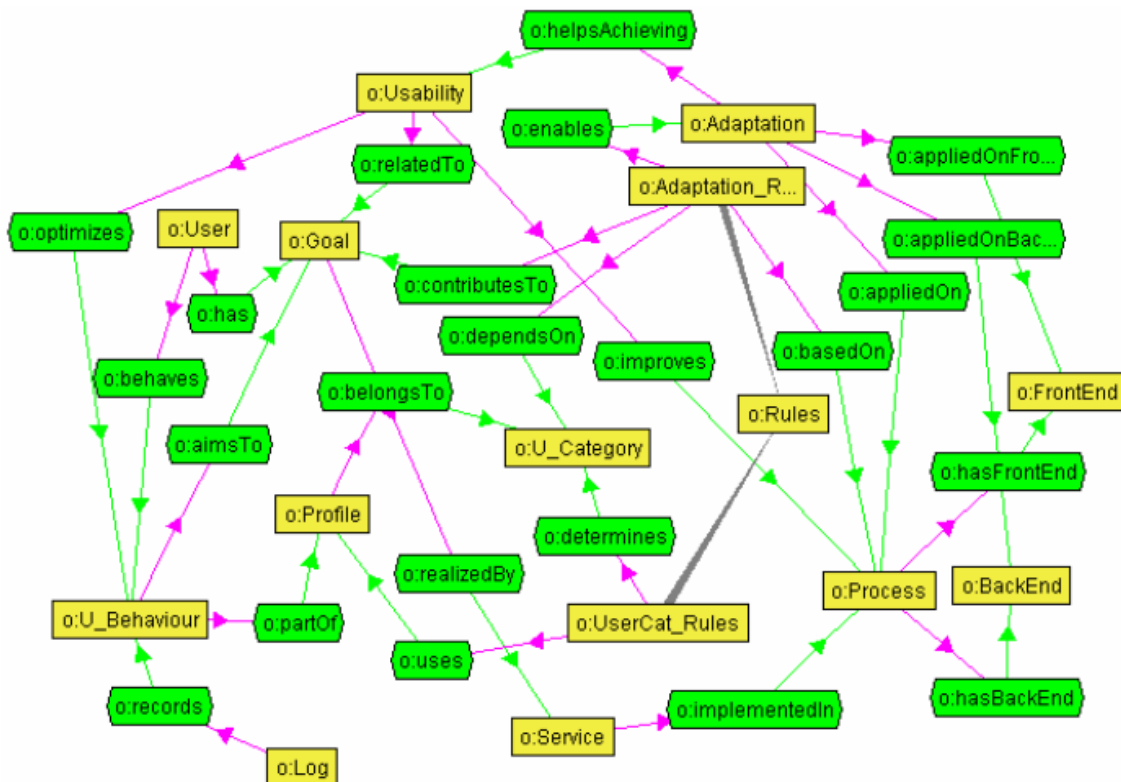 o:helpsAchieving
o:Usability
o:enables
o:Adaptation
o:appliedOnFro...
o:relatedTo
o:Adaptation_R...
o:optimizes
o:User
o:Goal
o:appliedOnBac...
o:contributesTo
o:appliedOn
o:has
o:dependsOn
o:improves
o:basedOn
o:behaves
o:belongsTo
o:FrontEnd
o:Rules
o:aimsTo
o:U_Category
o:hasFrontEnd
o:Profile
o:determines
o:realizedBy
o:Process
o:BackEnd
o:U_Behaviour
o:partOf
o:UserCat_Rules
o:uses
o:records
o:implementedIn
o:hasBackEnd
o:Service
o:Log